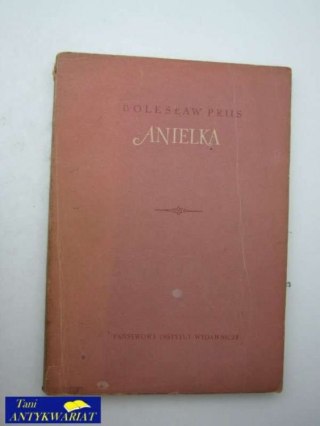 BOLESŁAW PRUS
ANIELKA
PAŃSTWOWY INSTYTUT WYDAWNICZY
Tani
ANTYKWARIAT